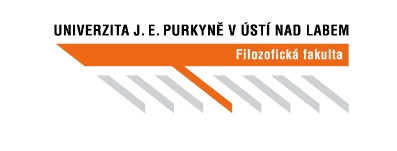 UNIVERZITA J. E. PURKYNĚ V ÚSTÍ NAD LABEM
Filozofická fakulta